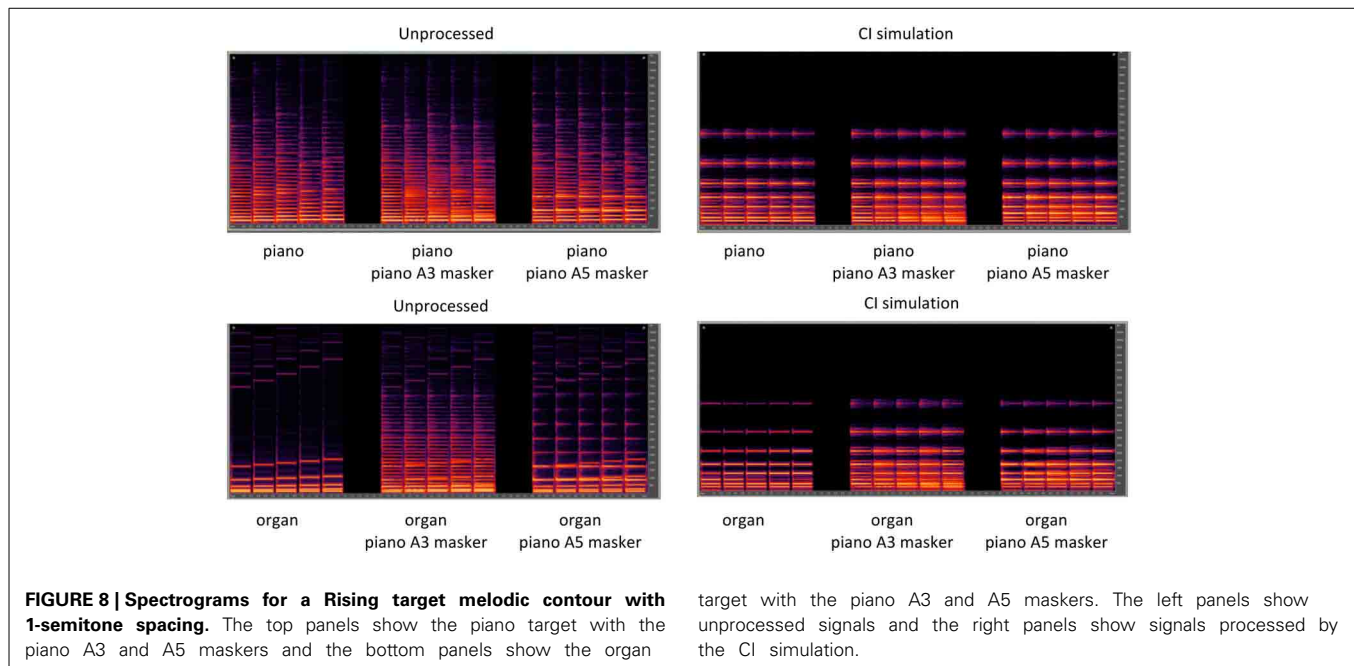 Unprocessed
CI simulation
piano
piano
piano A3 masker
piano
piano A5 masker
piano
piano
piano A3 masker
piano
piano A5 masker
Unprocessed
CI simulation
organ
organ
piano A3 masker
organ
piano A5 masker
organ
organ
piano A3 masker
organ
piano A5 masker
FIGURE 8 | Spectrograms for a Rising target melodic contour with
1-semitone spacing. The top panels show the piano target with the
piano A3 and A5 maskers and the bottom panels show the organ
target with the piano A3 and A5 maskers. The left panels show
unprocessed signals and the right panels show signals processed by
the CI simulation.